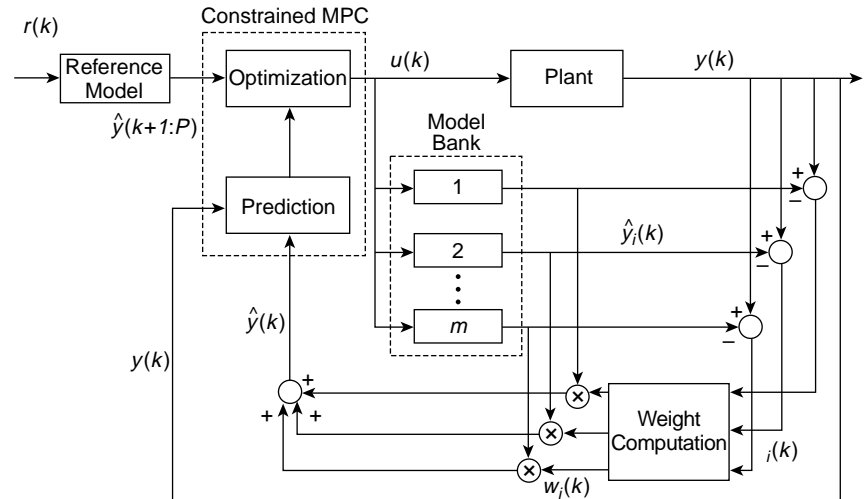 Constrained MPC
r(k)
Reference
Model
Optimization
u(k)
Plant
y(k)
ŷ(k+1:P)
Model
Bank
Prediction
1
+
−
2
ŷᵢ(k)
+
−
m
+
−
ŷ(k)
y(k)
+
+
+
×
×
×
Weight
Computation
ᵢ(k)
wᵢ(k)